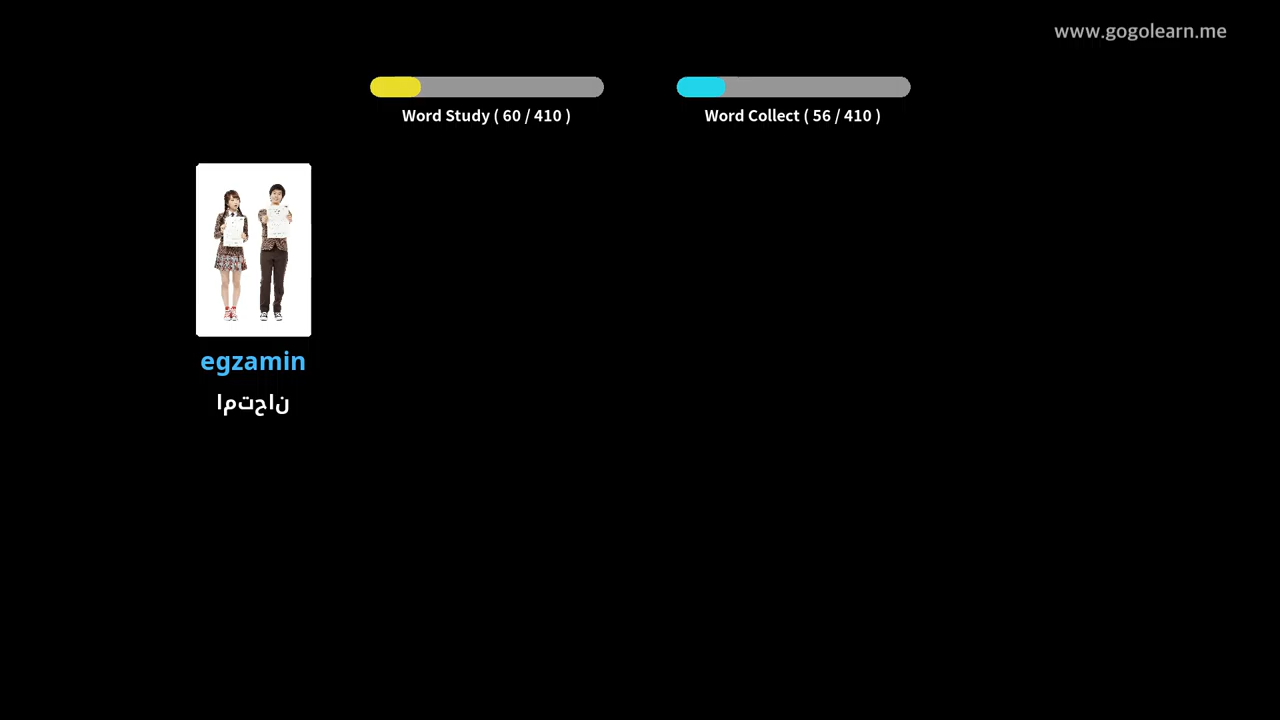 www.gogolearn.me
Word Study ( 60 / 410 )
Word Collect ( 56 / 410 )
egzamin
امتحان